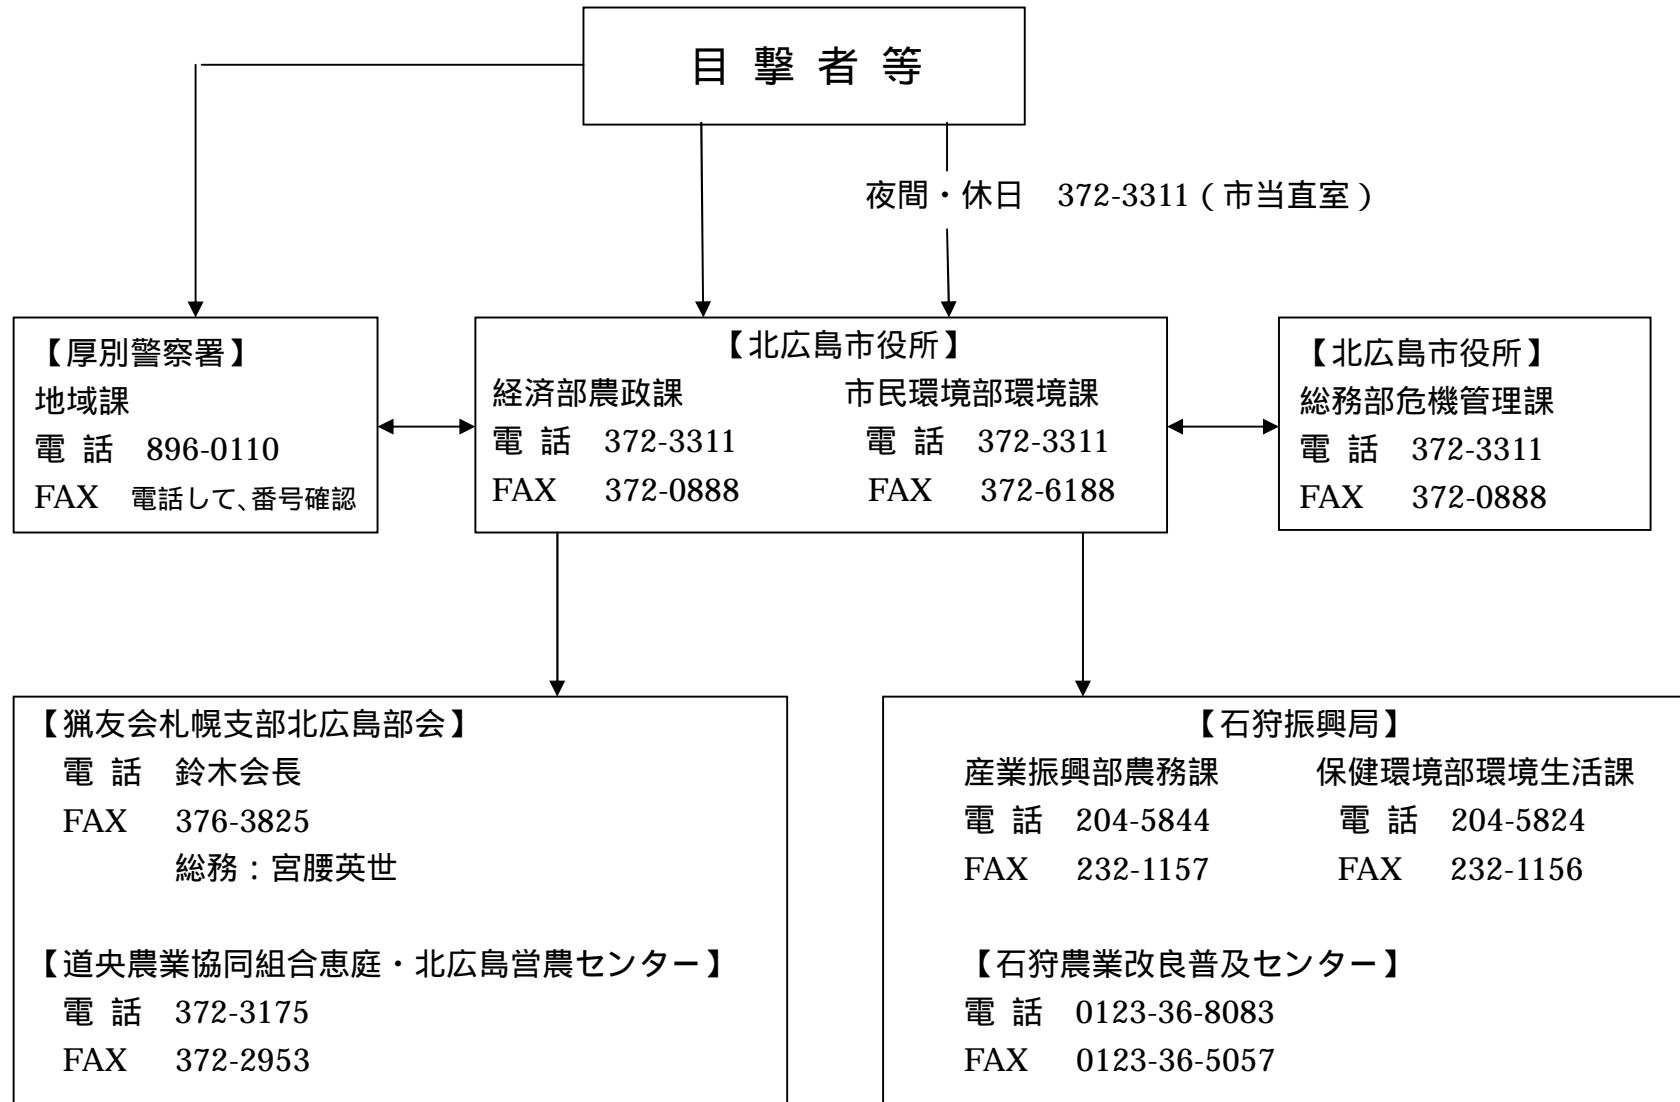 目 撃 者 等
夜間・休日　372-3311（市当直室）
【厚別警察署】
地域課
電 話　896-0110
FAX　電話して、番号確認
【北広島市役所】
経済部農政課　市民環境部環境課
電 話　372-3311　電 話　372-3311
FAX　372-0888　FAX　372-6188
【北広島市役所】
総務部危機管理課
電 話　372-3311
FAX　372-0888
【猟友会札幌支部北広島部会】
電 話　鈴木会長
FAX　376-3825
総務：宮腰英世
【道央農業協同組合恵庭・北広島営農センター】
電 話　372-3175
FAX　372-2953
【石狩振興局】
産業振興部農務課　保健環境部環境生活課
電 話　204-5844　電 話　204-5824
FAX　232-1157　FAX　232-1156
【石狩農業改良普及センター】
電 話　0123-36-8083
FAX　0123-36-5057